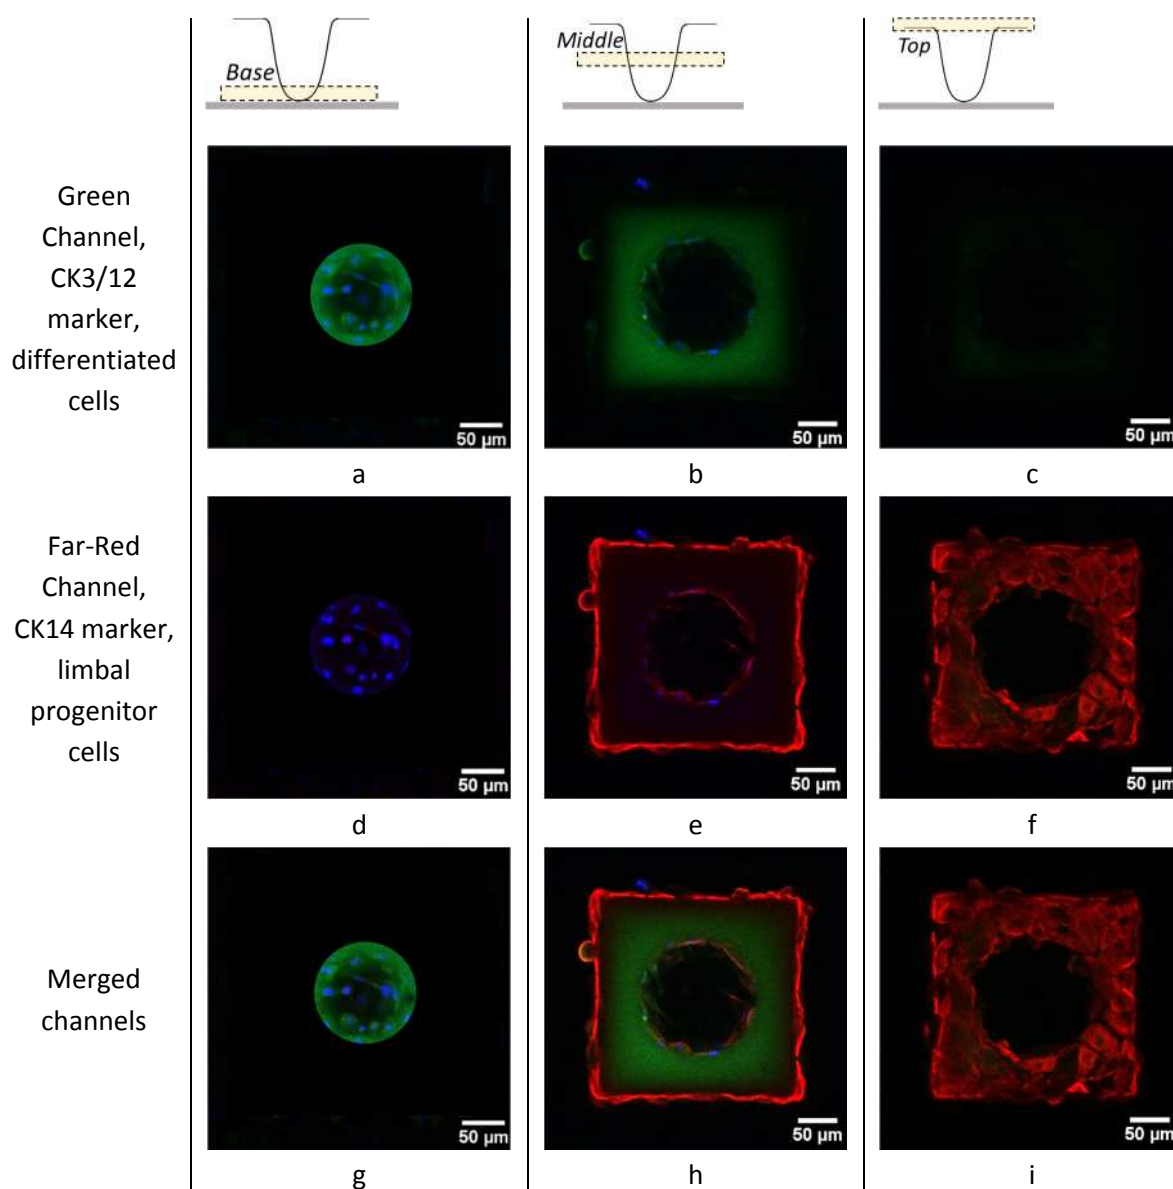 Base
Middle
Top
Green
Channel,
CK3/12
marker,
differentiated
cells
50 µm
50 µm
50 µm
a
b
c
Far-Red
Channel,
CK14 marker,
limbal
progenitor
cells
50 µm
50 µm
50 µm
d
e
f
Merged
channels
50 µm
50 µm
50 µm
g
h
i